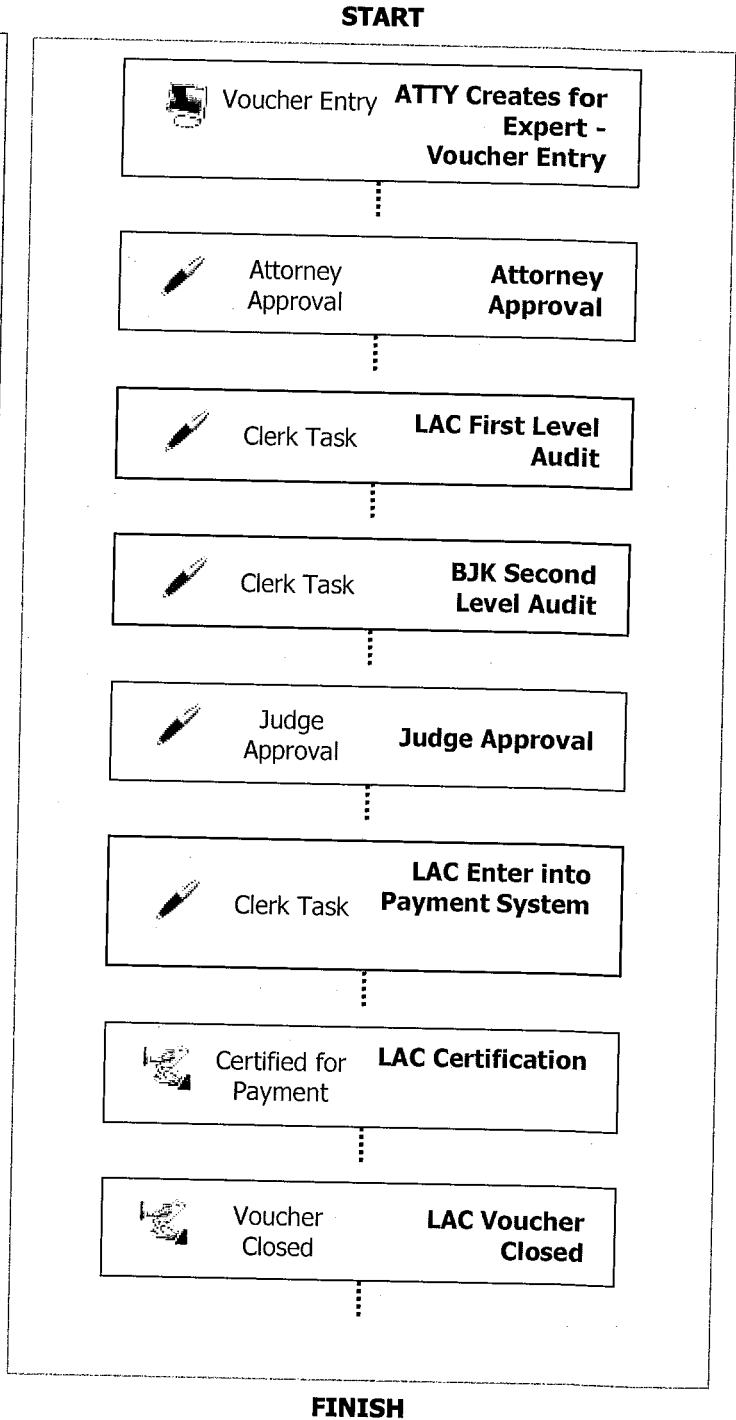 START
Voucher Entry
ATTY Creates for
Expert -
Voucher Entry
Attorney
Approval
Attorney
Approval
Clerk Task
LAC First Level
Audit
Clerk Task
BJK Second
Level Audit
Judge
Approval
Judge Approval
Clerk Task
LAC Enter into
Payment System
Certified for
Payment
LAC Certification
Voucher
Closed
LAC Voucher
Closed
FINISH